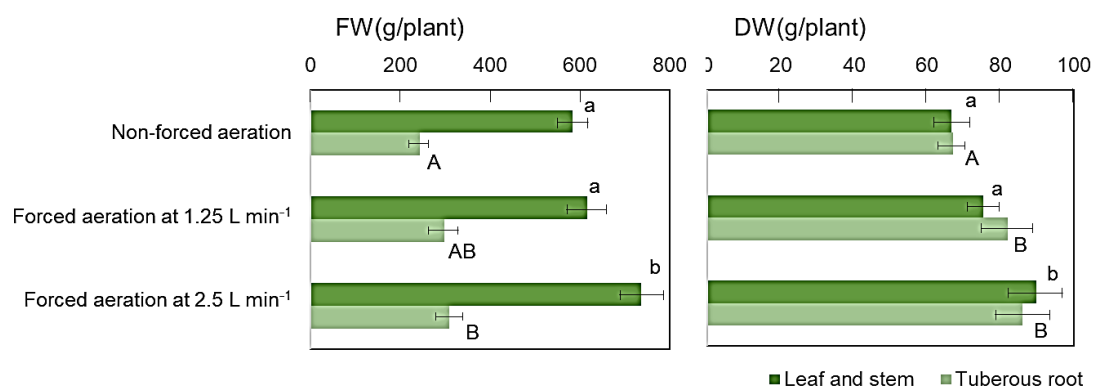 FW(g/plant)
DW(g/plant)
0 200 400 600 800
0 20 40 60 80 100
Non-forced aeration
a
A
a
A
Forced aeration at 1.25 L min⁻¹
a
AB
a
B
Forced aeration at 2.5 L min⁻¹
b
B
b
B
Leaf and stem Tuberous root